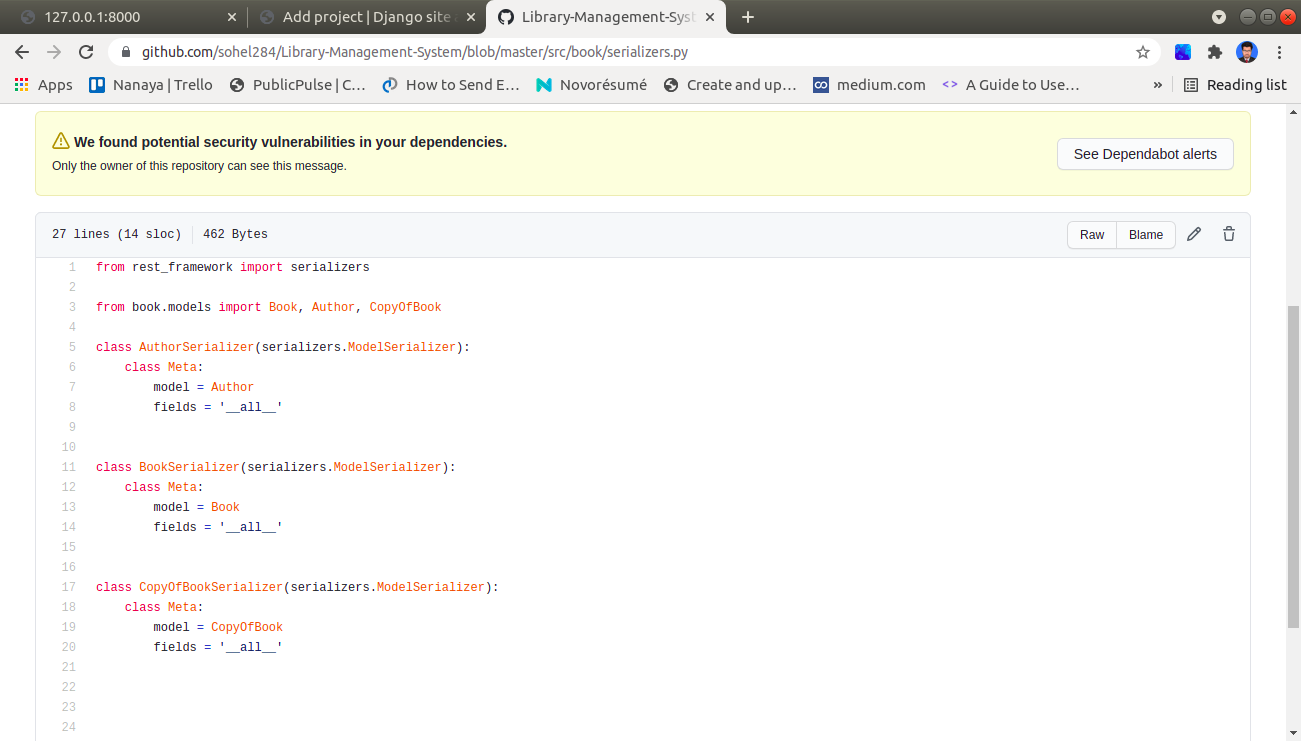 127.0.0.1:8000
Add project | Django site
Library-Management-Syst
github.com/sohel284/Library-Management-System/blob/master/src/book/serializers.py
Apps Nanaya | Trello PublicPulse | C… How to Send E… Novorésumé Create and up… medium.com A Guide to Use… » Reading list
We found potential security vulnerabilities in your dependencies.
Only the owner of this repository can see this message.
See Dependabot alerts
27 lines (14 sloc) 462 Bytes
Raw Blame
1 from rest_framework import serializers
2
3 from book.models import Book, Author, CopyOfBook
4
5 class AuthorSerializer(serializers.ModelSerializer):
6 class Meta:
7 model = Author
8 fields = '__all__'
9
10
11 class BookSerializer(serializers.ModelSerializer):
12 class Meta:
13 model = Book
14 fields = '__all__'
15
16
17 class CopyOfBookSerializer(serializers.ModelSerializer):
18 class Meta:
19 model = CopyOfBook
20 fields = '__all__'
21
22
23
24